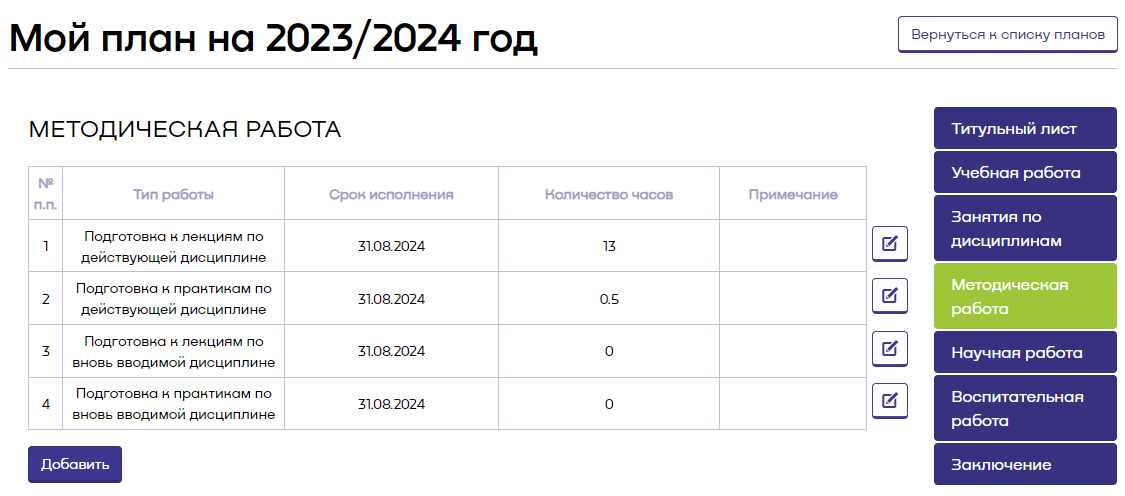 Мой план на 2023/2024 год
Вернуться к списку планов
МЕТОДИЧЕСКАЯ РАБОТА
№ п.п. Тип работы Срок исполнения Количество часов Примечание
1 Подготовка к лекциям по действующей дисциплине 31.08.2024 13
2 Подготовка к практикам по действующей дисциплине 31.08.2024 0.5
3 Подготовка к лекциям по вновь вводимой дисциплине 31.08.2024 0
4 Подготовка к практикам по вновь вводимой дисциплине 31.08.2024 0
Добавить
Титульный лист
Учебная работа
Занятия по
дисциплинам
Методическая
работа
Научная работа
Воспитательная
работа
Заключение